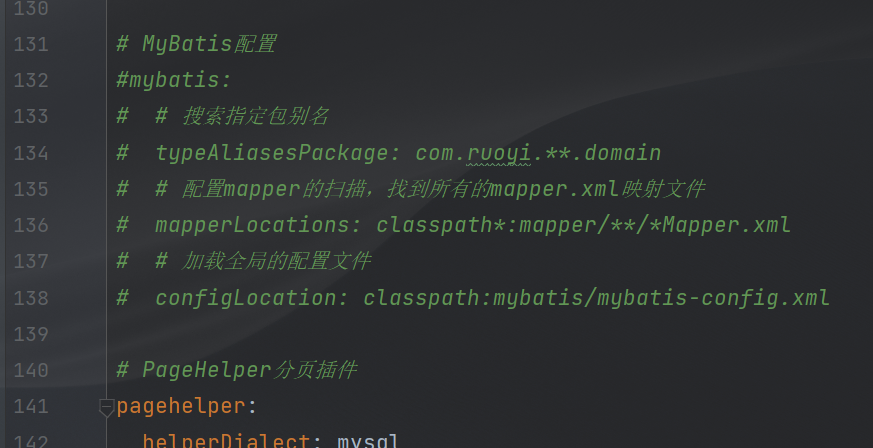 130
131 # MyBatis配置
132 #mybatis:
133 #  # 搜索指定包别名
134 #  typeAliasesPackage: com.ruoyi.**.domain
135 #  # 配置mapper的扫描，找到所有的mapper.xml映射文件
136 #  mapperLocations: classpath*:mapper/**/*Mapper.xml
137 #  # 加载全局的配置文件
138 #  configLocation: classpath:mybatis/mybatis-config.xml
139
140 # PageHelper分页插件
141 pagehelper:
142   helperDialect: mysql